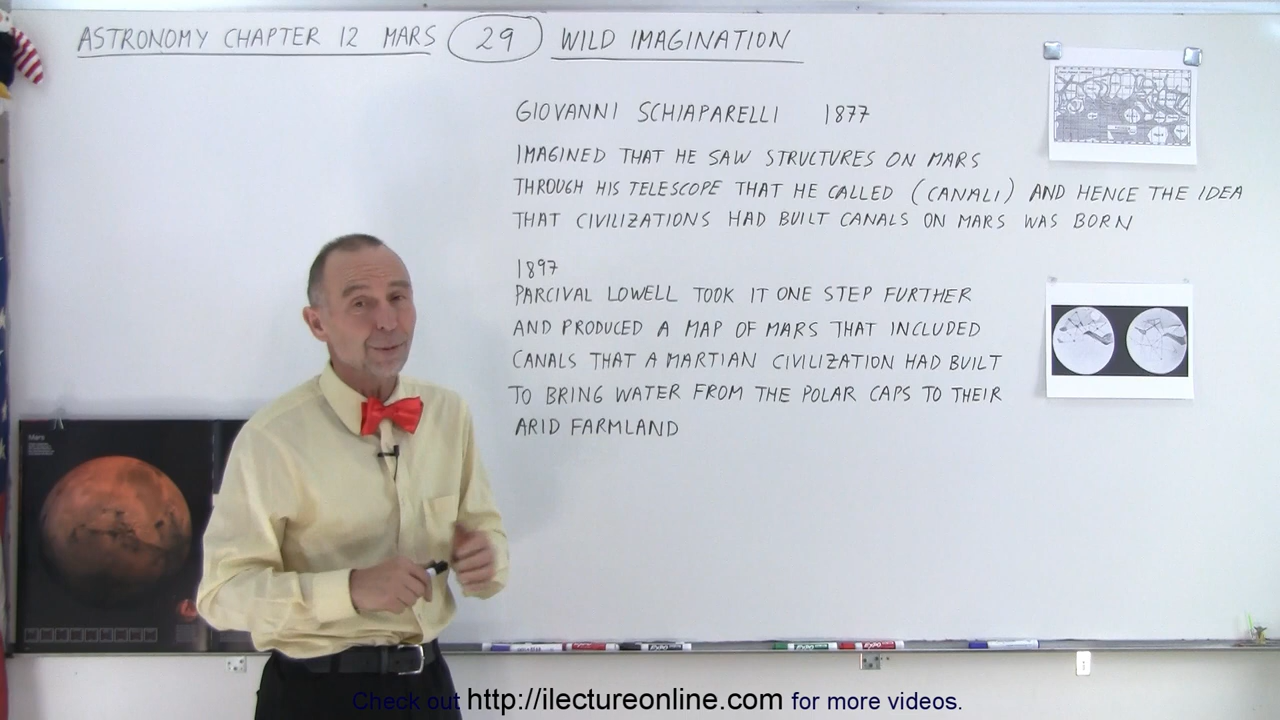 ASTRONOMY CHAPTER 12 MARS 29 WILD IMAGINATION
GIOVANNI SCHIAPARELLI 1877
IMAGINED THAT HE SAW STRUCTURES ON MARS
THROUGH HIS TELESCOPE THAT HE CALLED (CANALI) AND HENCE THE IDEA
THAT CIVILIZATIONS HAD BUILT CANALS ON MARS WAS BORN
1897
PARCIVAL LOWELL TOOK IT ONE STEP FURTHER
AND PRODUCED A MAP OF MARS THAT INCLUDED
CANALS THAT A MARTIAN CIVILIZATION HAD BUILT
TO BRING WATER FROM THE POLAR CAPS TO THEIR
ARID FARMLAND
Mars
EXPO
EXPO
EXPO
Check out http://ilectureonline.com for more videos.